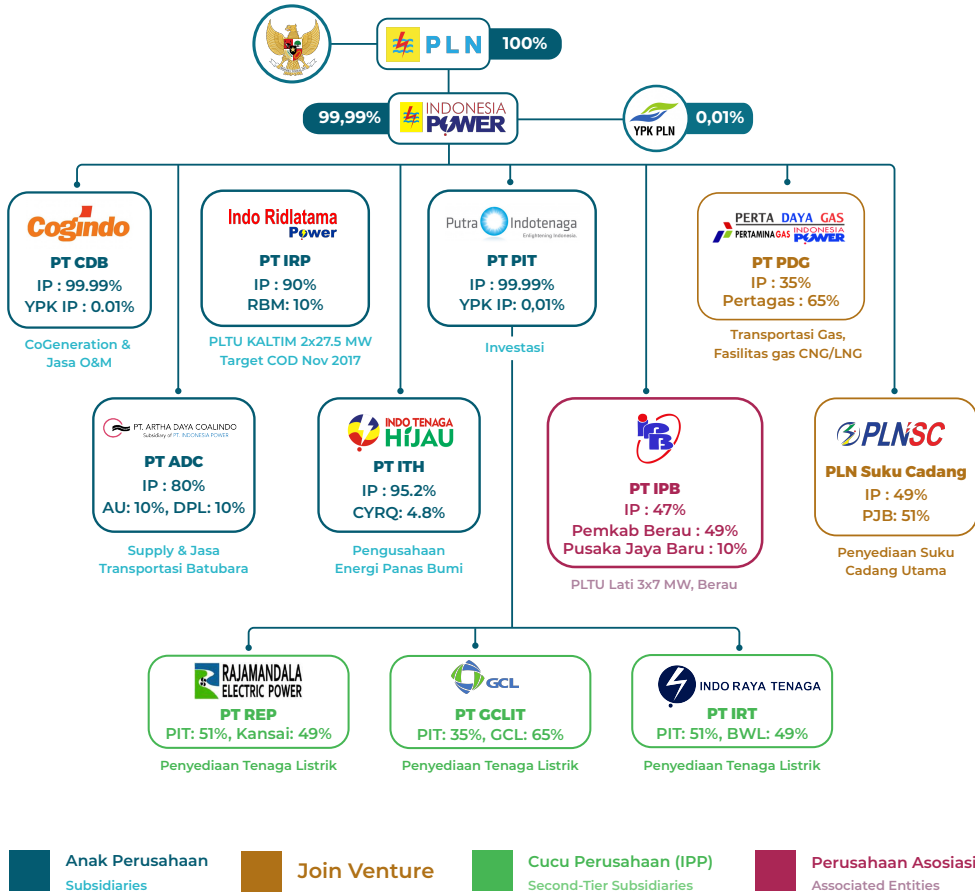 PLN
100%
99,99%
INDONESIA
POWER
YPK PLN
0,01%
Cogindo
PT CDB
IP : 99.99%
YPK IP : 0.01%
CoGeneration &
Jasa O&M
Indo Ridlatama
Power
PT IRP
IP : 90%
RBM: 10%
PLTU KALTIM 2x27.5 MW
Target COD Nov 2017
Putra Indotenaga
Enlightening Indonesia.
PT PIT
IP : 99.99%
YPK IP: 0,01%
Investasi
PERTA DAYA GAS
PERTAMINA GAS INDONESIA POWER
PT PDG
IP : 35%
Pertagas : 65%
Transportasi Gas,
Fasilitas gas CNG/LNG
PT. ARTHA DAYA COALINDO
Subsidiary of PT. INDONESIA POWER
PT ADC
IP : 80%
AU: 10%, DPL: 10%
Supply & Jasa
Transportasi Batubara
INDO TENAGA
HIJAU
PT ITH
IP : 95.2%
CYRQ: 4.8%
Pengusahaan
Energi Panas Bumi
IPB
PT IPB
IP : 47%
Pemkab Berau : 49%
Pusaka Jaya Baru : 10%
PLTU Lati 3x7 MW, Berau
PLNSC
PLN Suku Cadang
IP : 49%
PJB: 51%
Penyediaan Suku
Cadang Utama
RAJAMANDALA
ELECTRIC POWER
PT REP
PIT: 51%, Kansai: 49%
Penyediaan Tenaga Listrik
GCL
PT GCLIT
PIT: 35%, GCL: 65%
Penyediaan Tenaga Listrik
INDO RAYA TENAGA
PT IRT
PIT: 51%, BWL: 49%
Penyediaan Tenaga Listrik
Anak Perusahaan
Subsidiaries
Join Venture
Cucu Perusahaan (IPP)
Second-Tier Subsidiaries
Perusahaan Asosiasi
Associated Entities